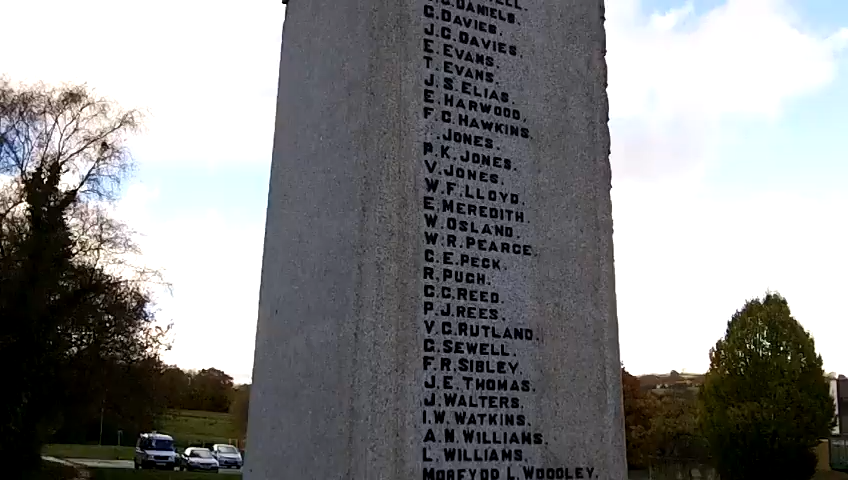 DANIELS.
G. DAVIES.
J.G. DAVIES.
E. EVANS.
T. EVANS.
J.S. ELIAS.
E. HARWOOD.
F.G. HAWKINS.
JONES.
P.K. JONES.
V. JONES.
W.F. LLOYD.
E. MEREDITH.
W. OSLAND.
W.R. PEARCE.
G.E. PECK.
R. PUGH.
C.C. REED.
P.J. REES.
V.G. RUTLAND.
G. SEWELL.
F.R. SIBLEY.
J.E. THOMAS.
J. WALTERS.
I.W. WATKINS.
A.N. WILLIAMS.
L. WILLIAMS.
MORFYDD L. WOODLEY.